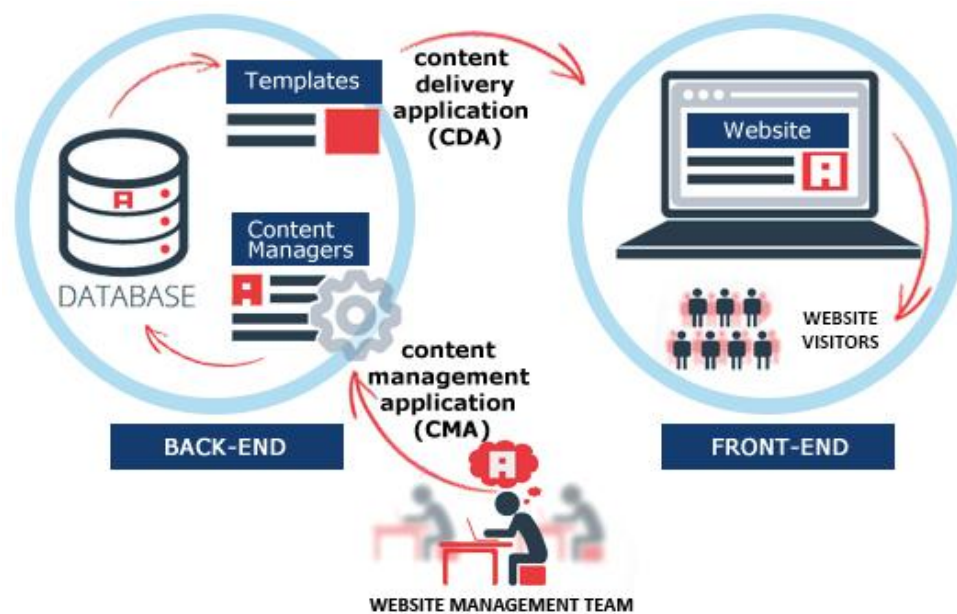 Templates
content
delivery
application
(CDA)
Website
A
A
Content
Managers
A
DATABASE
WEBSITE
VISITORS
content
management
application
(CMA)
BACK-END
FRONT-END
A
WEBSITE MANAGEMENT TEAM